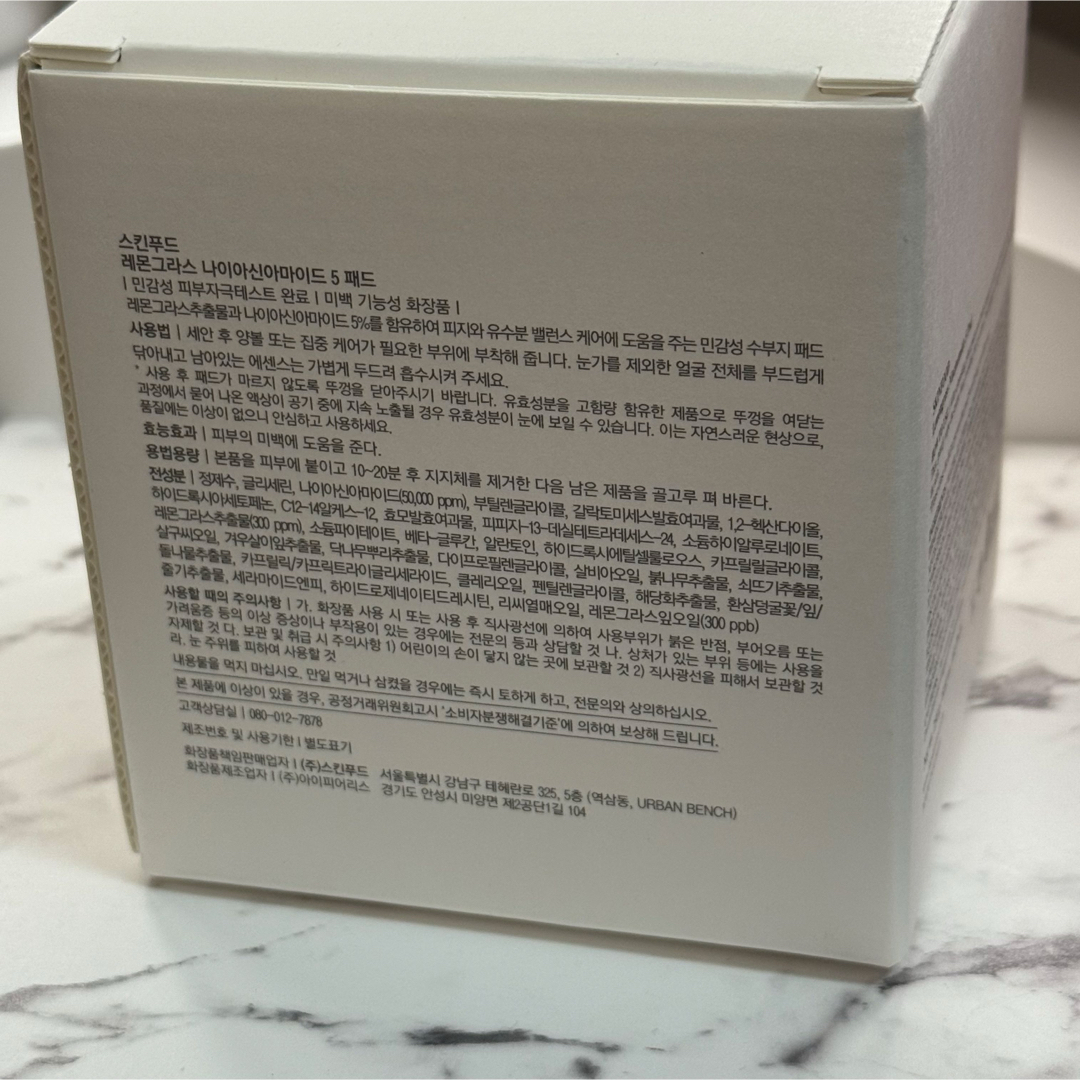 스킨푸드
레몬그라스 나이아신아마이드 5 패드
| 민감성 피부자극테스트 완료 | 미백 기능성 화장품 |
레몬그라스추출물과 나이아신아마이드 5%를 함유하여 피지와 유수분 밸런스 케어에 도움을 주는 민감성 수부지 패드
사용법 | 세안 후 양볼 또는 집중 케어가 필요한 부위에 부착해 줍니다. 눈가를 제외한 얼굴 전체를 부드럽게
닦아내고 남아있는 에센스는 가볍게 두드려 흡수시켜 주세요.
* 사용 후 패드가 마르지 않도록 뚜껑을 닫아주시기 바랍니다. 유효성분을 고함량 함유한 제품으로 뚜껑을 여닫는
과정에서 묻어 나온 액상이 공기 중에 지속 노출될 경우 유효성분이 눈에 보일 수 있습니다. 이는 자연스러운 현상으로,
품질에는 이상이 없으니 안심하고 사용하세요.
효능효과 | 피부의 미백에 도움을 준다.
용법용량 | 본품을 피부에 붙이고 10~20분 후 지지체를 제거한 다음 남은 제품을 골고루 펴 바른다.
전성분 | 정제수, 글리세린, 나이아신아마이드(50,000 ppm), 부틸렌글라이콜, 갈락토미세스발효여과물, 1,2-헥산다이올,
하이드록시아세토페논, C12-14알케스-12, 효모발효여과물, 피피지-13-데실테트라데세스-24, 소듐하이알루로네이트,
레몬그라스추출물(300 ppm), 소듐파이테이트, 베타-글루칸, 알란토인, 하이드록시에틸셀룰로오스, 카프릴릴글라이콜,
살구씨오일, 겨우살이잎추출물, 닥나무뿌리추출물, 다이프로필렌글라이콜, 살비아오일, 붉나무추출물, 쇠뜨기추출물,
돌나물추출물, 카프릴릭/카프릭트라이글리세라이드, 클레리오일, 펜틸렌글라이콜, 해당화추출물, 환삼덩굴꽃/잎/
줄기추출물, 세라마이드엔피, 하이드로제네이티드레시틴, 리씨열매오일, 레몬그라스잎오일(300 ppb)
사용할 때의 주의사항 | 가. 화장품 사용 시 또는 사용 후 직사광선에 의하여 사용부위가 붉은 반점, 부어오름 또는
가려움증 등의 이상 증상이나 부작용이 있는 경우에는 전문의 등과 상담할 것 나. 상처가 있는 부위 등에는 사용을
자제할 것 다. 보관 및 취급 시 주의사항 1) 어린이의 손이 닿지 않는 곳에 보관할 것 2) 직사광선을 피해서 보관할 것
라. 눈 주위를 피하여 사용할 것
내용물을 먹지 마십시오. 만일 먹거나 삼켰을 경우에는 즉시 토하게 하고, 전문의와 상의하십시오.
본 제품에 이상이 있을 경우, 공정거래위원회고시 '소비자분쟁해결기준'에 의하여 보상해 드립니다.
고객상담실 | 080-012-7878
제조번호 및 사용기한 | 별도표기
화장품책임판매업자 | (주)스킨푸드 서울특별시 강남구 테헤란로 325, 5층 (역삼동, URBAN BENCH)
화장품제조업자 | (주)아이피어리스 경기도 안성시 미양면 제2공단1길 104